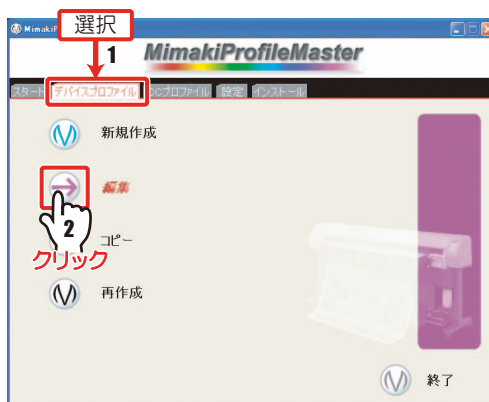 MimakiP
選択
1
MimakiProfileMaster
スタート デバイスプロファイル ICCプロファイル 設定 インストール
新規作成
編集
2
クリック
コピー
再作成
終了